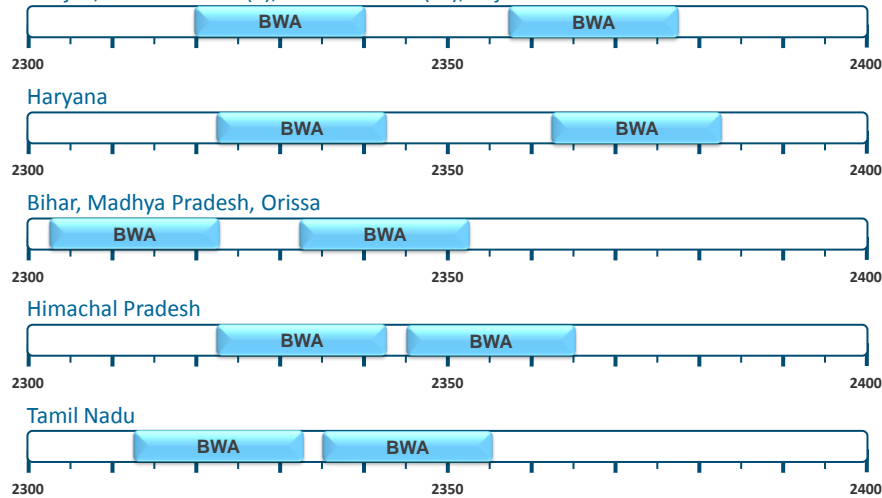 BWA BWA
2300 2350 2400
Haryana
BWA BWA
2300 2350 2400
Bihar, Madhya Pradesh, Orissa
BWA BWA
2300 2350 2400
Himachal Pradesh
BWA BWA
2300 2350 2400
Tamil Nadu
BWA BWA
2300 2350 2400